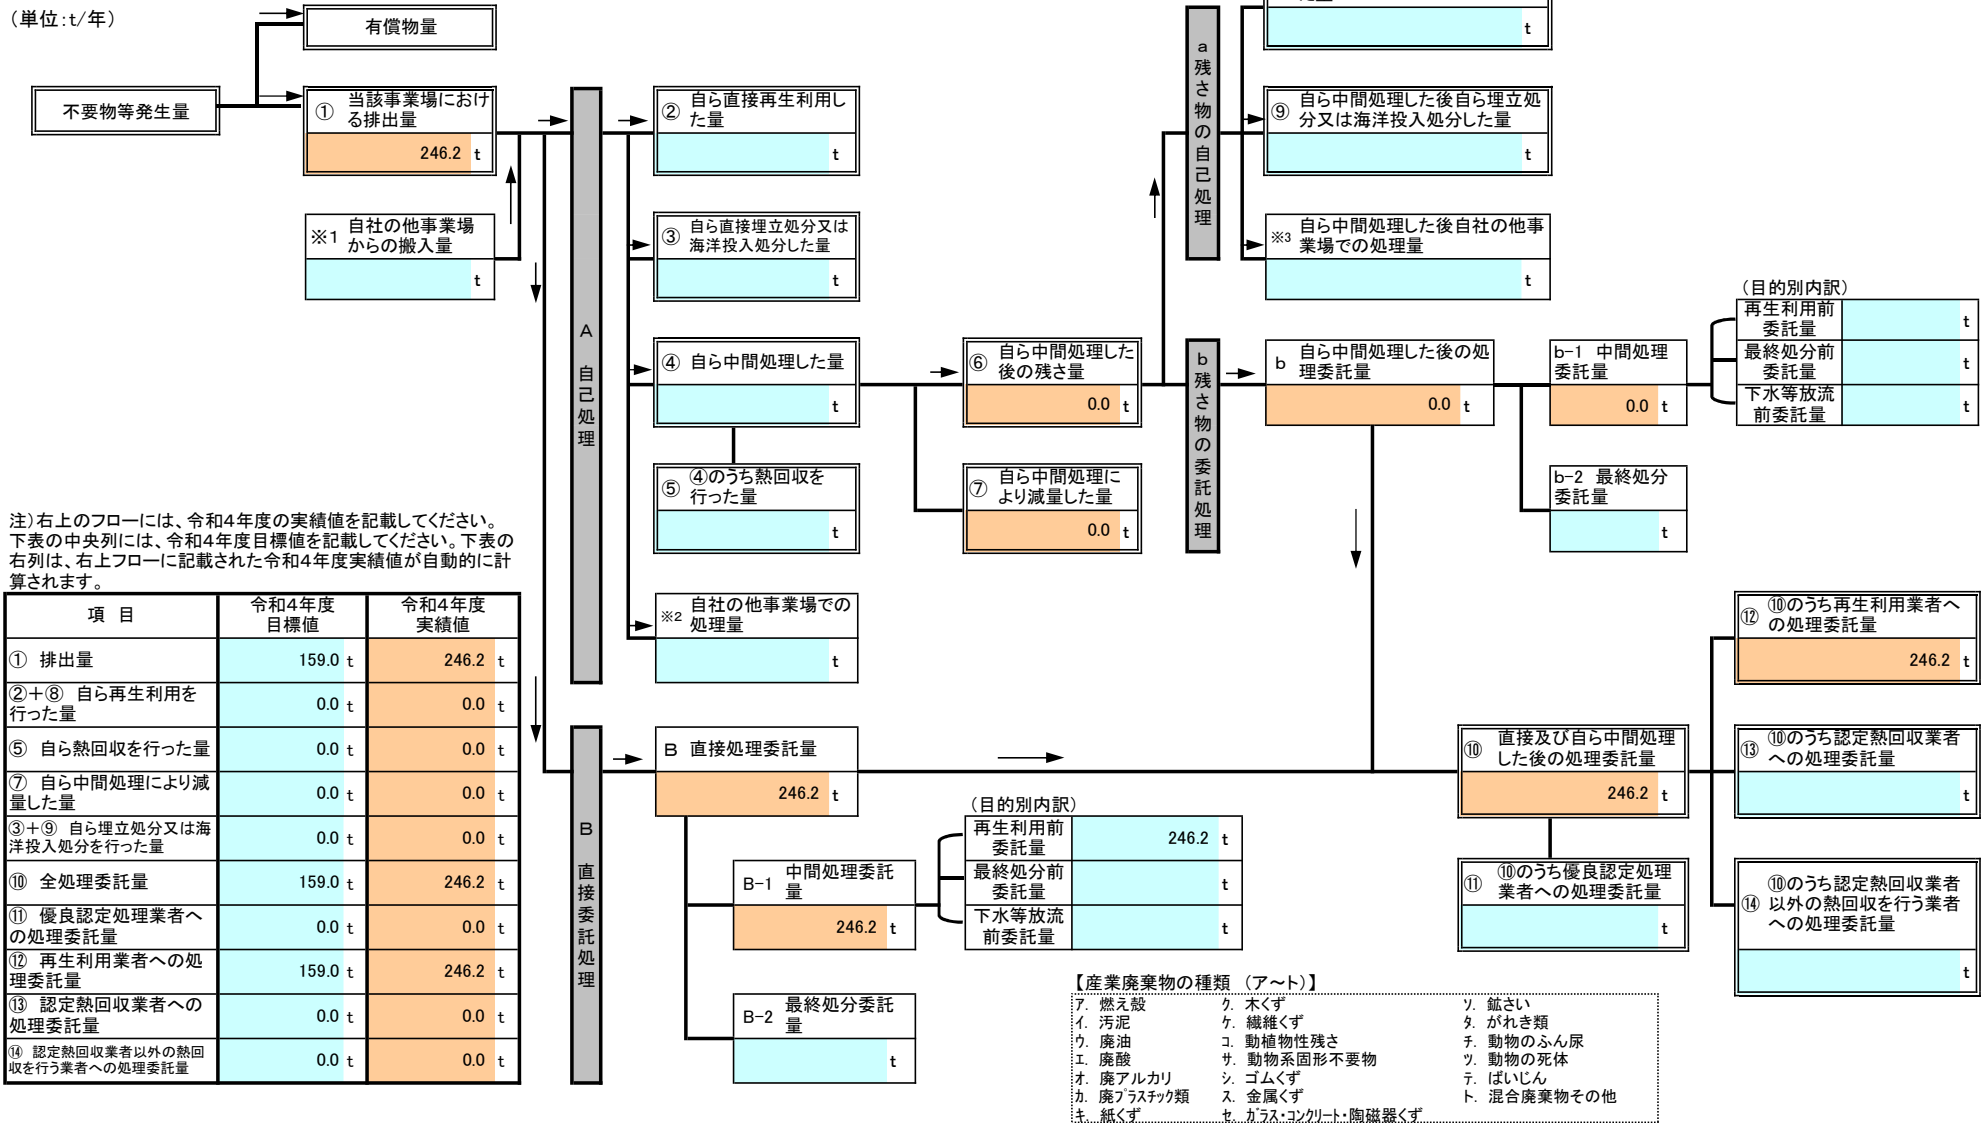 （単位：t/年）
有償物量
不要物等発生量
① 当該事業場におけ
る排出量
246.2 t
※1 自社の他事業場
からの搬入量
t
A 自己処理
② 自ら直接再生利用し
た量
t
③ 自ら直接埋立処分又は
海洋投入処分した量
t
④ 自ら中間処理した量
t
⑤ ④のうち熱回収を
行った量
t
※2 自社の他事業場での
処理量
t
⑥ 自ら中間処理した
後の残さ量
0.0 t
⑦ 自ら中間処理に
より減量した量
0.0 t
a残さ物の自己処理
t
⑨ 自ら中間処理した後自ら埋立処
分又は海洋投入処分した量
t
※3 自ら中間処理した後自社の他事
業場での処理量
t
b残さ物の委託処理
b 自ら中間処理した後の処
理委託量
0.0 t
b-1 中間処理
委託量
0.0 t
b-2 最終処分
委託量
t
（目的別内訳）
再生利用前
委託量
t
最終処分前
委託量
t
下水等放流
前委託量
t
注）右上のフローには、令和４年度の実績値を記載してください。
下表の中央列には、令和４年度目標値を記載してください。下表の
右列は、右上フローに記載された令和４年度実績値が自動的に計
算されます。
項 目 令和４年度
目標値 令和４年度
実績値
① 排出量 159.0 t 246.2 t
②＋⑧ 自ら再生利用を
行った量 0.0 t 0.0 t
⑤ 自ら熱回収を行った量 0.0 t 0.0 t
⑦ 自ら中間処理により減
量した量 0.0 t 0.0 t
③＋⑨ 自ら埋立処分又は海
洋投入処分を行った量 0.0 t 0.0 t
⑩ 全処理委託量 159.0 t 246.2 t
⑪ 優良認定処理業者へ
の処理委託量 0.0 t 0.0 t
⑫ 再生利用業者への処
理委託量 159.0 t 246.2 t
⑬ 認定熱回収業者への
処理委託量 0.0 t 0.0 t
⑭ 認定熱回収業者以外の熱回
収を行う業者への処理委託量 0.0 t 0.0 t
B 直接委託処理
B 直接処理委託量
246.2 t
B-1 中間処理委託
量
246.2 t
B-2 最終処分委託
量
t
（目的別内訳）
再生利用前
委託量
246.2 t
最終処分前
委託量
t
下水等放流
前委託量
t
⑩ 直接及び自ら中間処理
した後の処理委託量
246.2 t
⑪ ⑩のうち優良認定処理
業者への処理委託量
t
⑫ ⑩のうち再生利用業者へ
の処理委託量
246.2 t
⑬ ⑩のうち認定熱回収業者
への処理委託量
t
⑭ ⑩のうち認定熱回収業者
以外の熱回収を行う業者
への処理委託量
t
【産業廃棄物の種類 （ア～ト）】
ア. 燃え殻 ク. 木くず ソ. 鉱さい
イ. 汚泥 ケ. 繊維くず タ. がれき類
ウ. 廃油 コ. 動植物性残さ チ. 動物のふん尿
エ. 廃酸 サ. 動物系固形不要物 ツ. 動物の死体
オ. 廃アルカリ シ. ゴムくず テ. ばいじん
カ. 廃プラスチック類 ス. 金属くず ト. 混合廃棄物その他
キ. 紙くず セ. ガラス・コンクリート・陶磁器くず